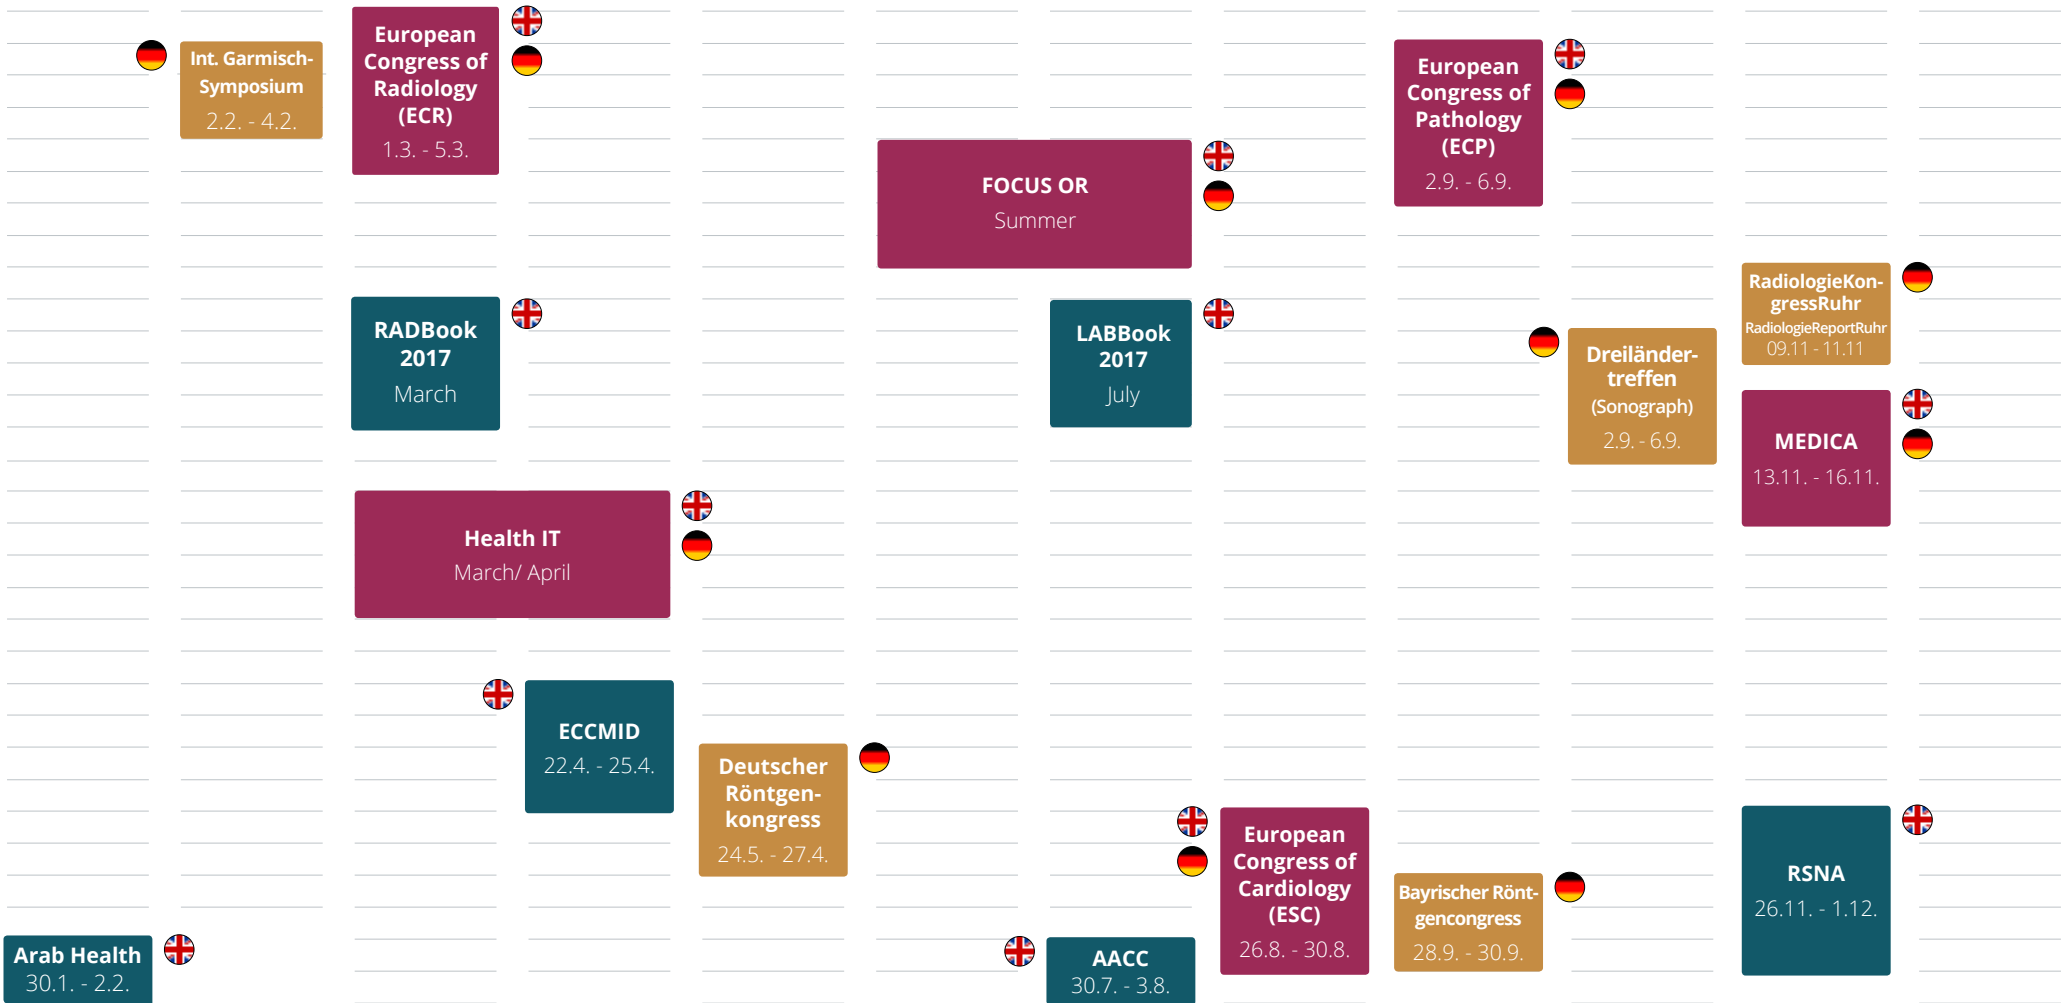 Int. Garmisch-
Symposium
2.2. - 4.2.
European
Congress of
Radiology
(ECR)
1.3. - 5.3.
European
Congress of
Pathology
(ECP)
2.9. - 6.9.
FOCUS OR
Summer
RADBook
2017
March
LABBook
2017
July
Dreiländer-
treffen
(Sonograph)
2.9. - 6.9.
RadiologieKon-
gressRuhr
RadiologieReportRuhr
09.11 - 11.11
MEDICA
13.11. - 16.11.
Health IT
March/ April
ECCMID
22.4. - 25.4.
Deutscher
Röntgen-
kongress
24.5. - 27.4.
European
Congress of
Cardiology
(ESC)
26.8. - 30.8.
Bayrischer Rönt-
gencongress
28.9. - 30.9.
RSNA
26.11. - 1.12.
Arab Health
30.1. - 2.2.
AACC
30.7. - 3.8.